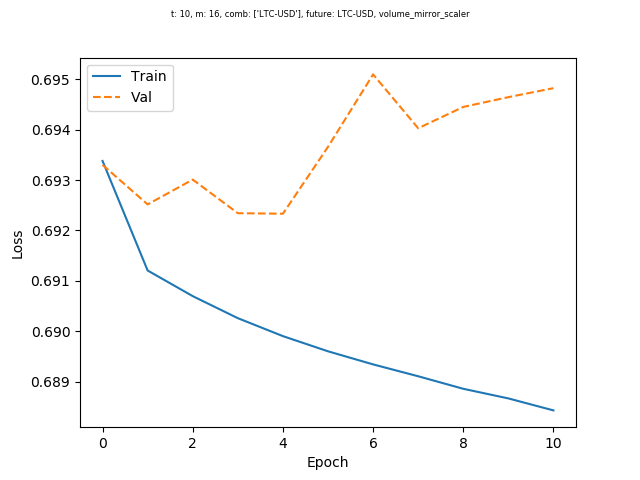 t: 10, m: 16, comb: ['LTC-USD'], future: LTC-USD, volume_mirror_scaler
Train
Val
0.695
0.694
0.693
0.692
0.691
0.690
0.689
Loss
0 2 4 6 8 10
Epoch